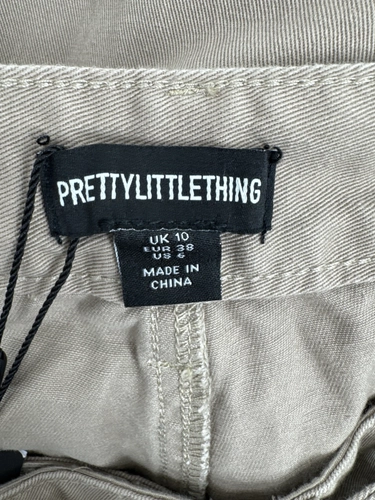 PRETTYLITTLETHING
UK 10
EUR 38
US 6
MADE IN
CHINA